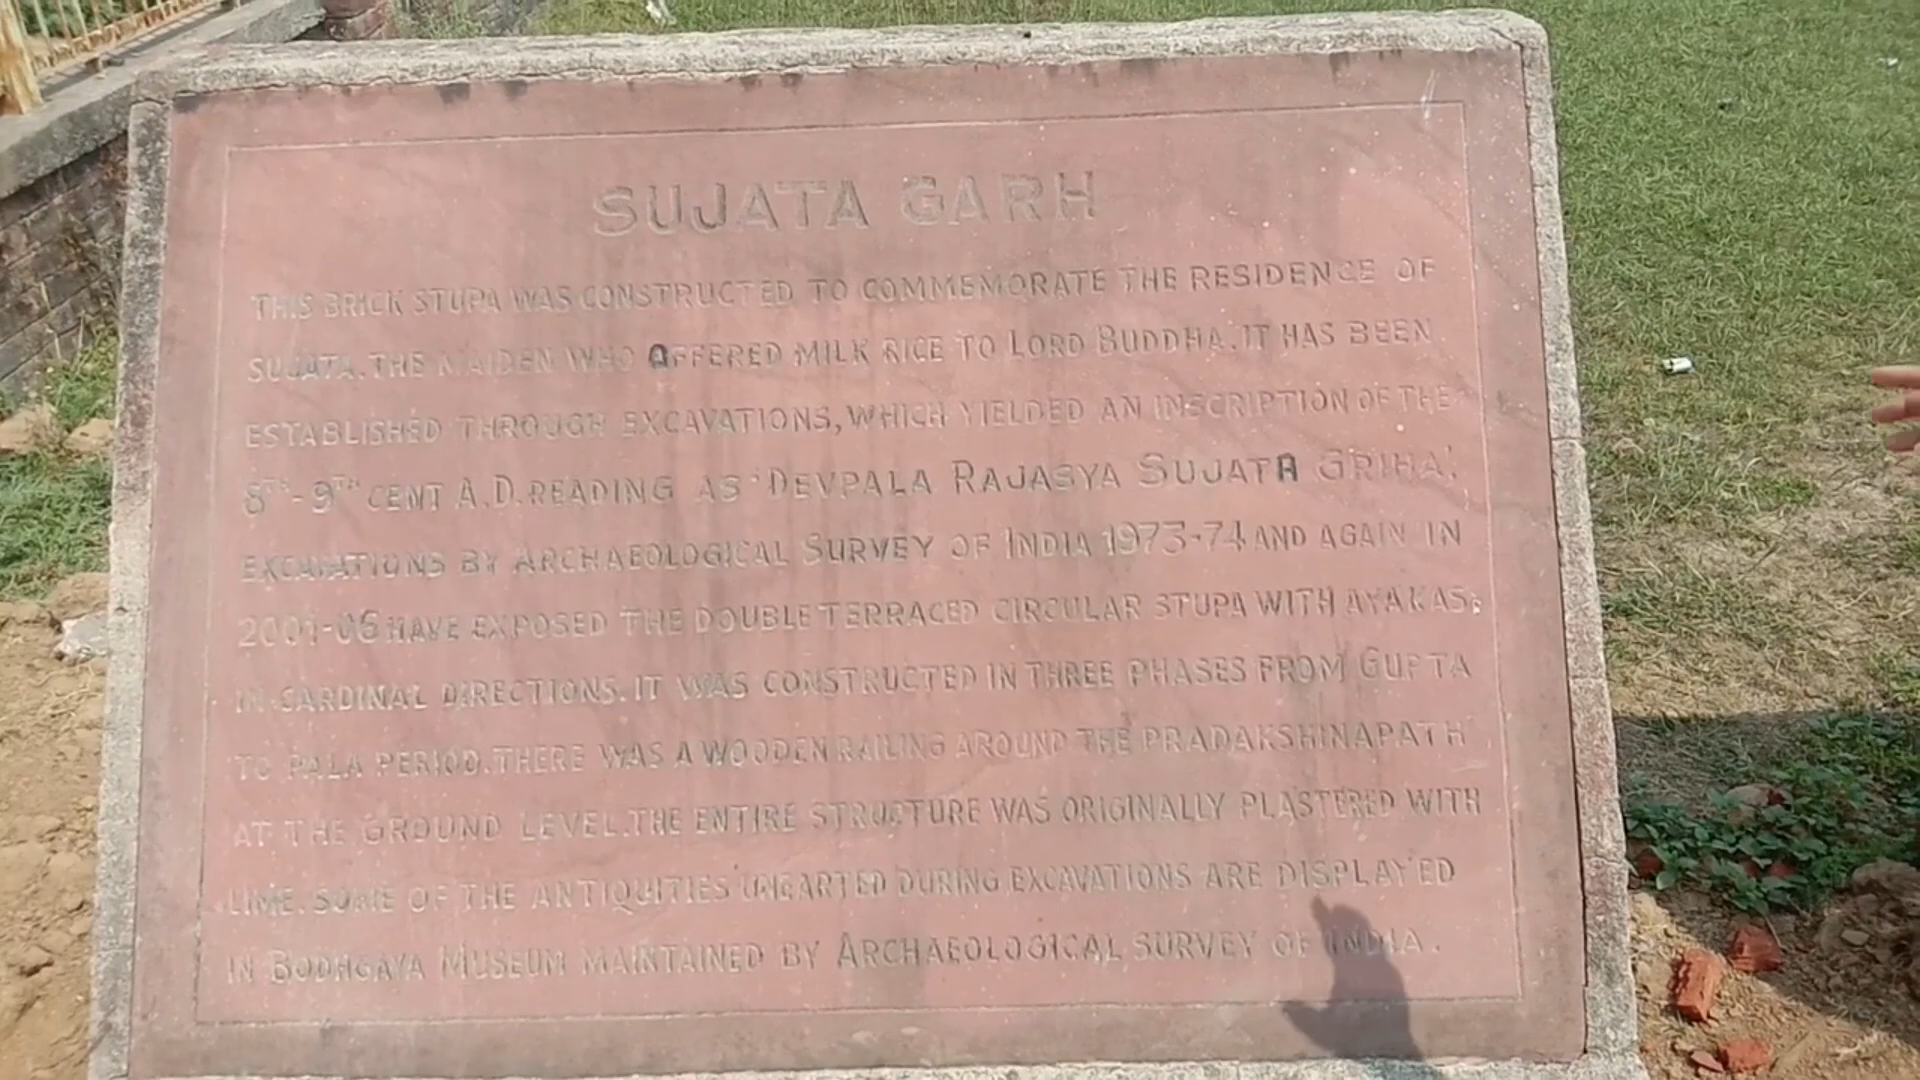 SUJATA GARH
THIS BRICK STUPA WAS CONSTRUCTED TO COMMEMORATE THE RESIDENCE OF
SUJATA. THE MAIDEN WHO OFFERED MILK RICE TO LORD BUDDHA. IT HAS BEEN
ESTABLISHED THROUGH EXCAVATIONS, WHICH YIELDED AN INSCRIPTION OF THE
8TH - 9TH CENT A.D. READING AS 'DEVPALA RAJASYA SUJATA GRIHA'.
EXCAVATIONS BY ARCHAEOLOGICAL SURVEY OF INDIA 1973-74 AND AGAIN IN
2001-06 HAVE EXPOSED THE DOUBLE TERRACED CIRCULAR STUPA WITH AYAKAS
IN CARDINAL DIRECTIONS. IT WAS CONSTRUCTED IN THREE PHASES FROM GUPTA
TO PALA PERIOD. THERE WAS A WOODEN RAILING AROUND THE PRADAKSHINAPATH
AT THE GROUND LEVEL. THE ENTIRE STRUCTURE WAS ORIGINALLY PLASTERED WITH
LIME. SOME OF THE ANTIQUITIES UNEARTED DURING EXCAVATIONS ARE DISPLAYED
IN BODHGAYA MUSEUM MAINTAINED BY ARCHAEOLOGICAL SURVEY OF INDIA.